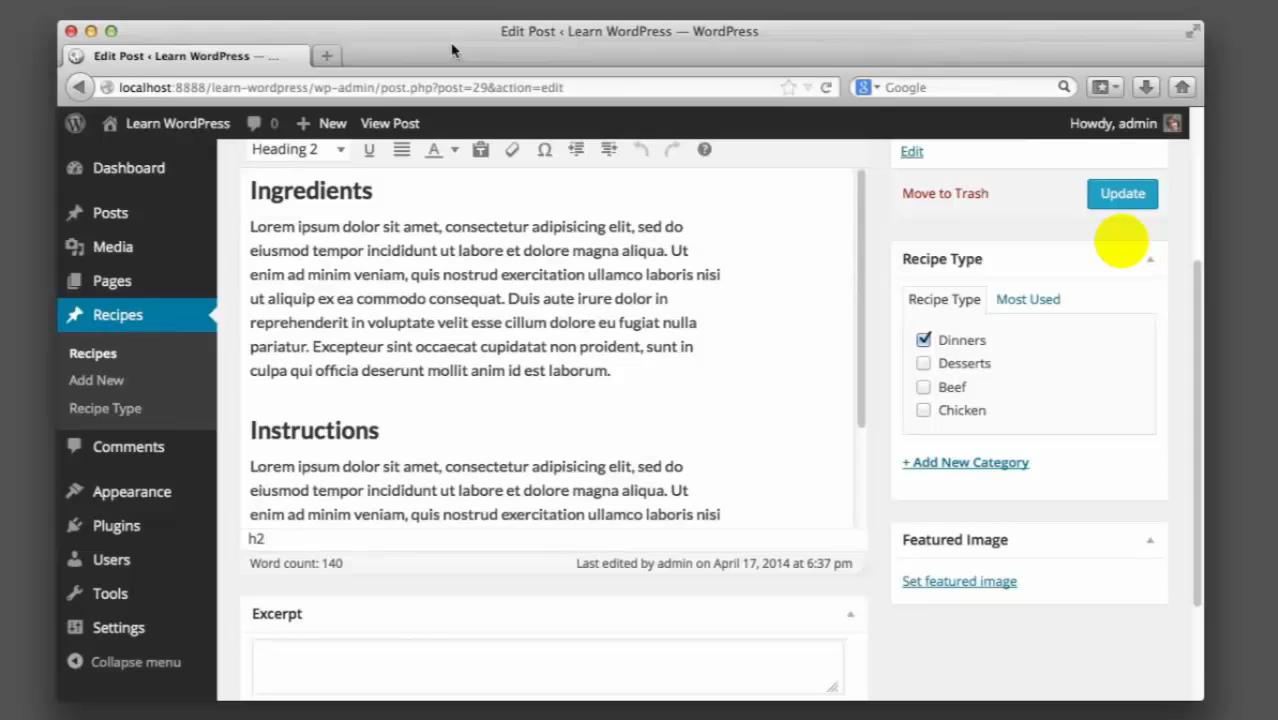 Edit Post ‹ Learn WordPress — WordPress
Edit Post ‹ Learn WordPress — ...
localhost:8888/learn-wordpress/wp-admin/post.php?post=29&action=edit
Google
Learn WordPress
0
New
View Post
Howdy, admin
Dashboard
Posts
Media
Pages
Recipes
Recipes
Add New
Recipe Type
Comments
Appearance
Plugins
Users
Tools
Settings
Collapse menu
Heading 2
Ingredients
Lorem ipsum dolor sit amet, consectetur adipisicing elit, sed do
eiusmod tempor incididunt ut labore et dolore magna aliqua. Ut
enim ad minim veniam, quis nostrud exercitation ullamco laboris nisi
ut aliquip ex ea commodo consequat. Duis aute irure dolor in
reprehenderit in voluptate velit esse cillum dolore eu fugiat nulla
pariatur. Excepteur sint occaecat cupidatat non proident, sunt in
culpa qui officia deserunt mollit anim id est laborum.
Instructions
Lorem ipsum dolor sit amet, consectetur adipisicing elit, sed do
eiusmod tempor incididunt ut labore et dolore magna aliqua. Ut
enim ad minim veniam, quis nostrud exercitation ullamco laboris nisi
h2
Word count: 140
Last edited by admin on April 17, 2014 at 6:37 pm
Excerpt
Edit
Move to Trash
Update
Recipe Type
Recipe Type
Most Used
Dinners
Desserts
Beef
Chicken
+ Add New Category
Featured Image
Set featured image